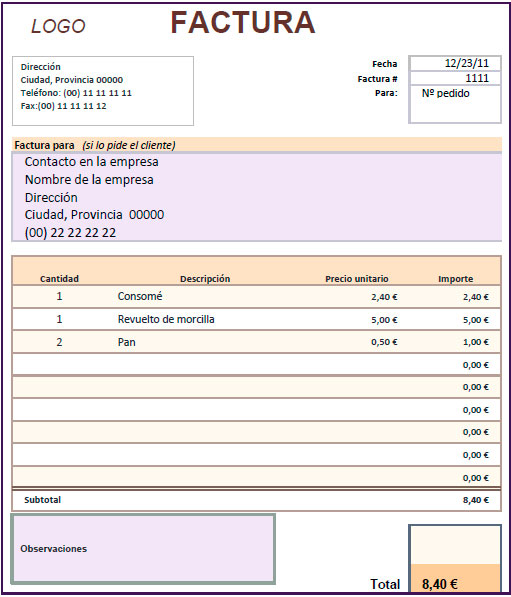 LOGO
FACTURA
Dirección
Ciudad, Provincia 00000
Teléfono: (00) 11 11 11 11
Fax:(00) 11 11 11 12
Fecha 12/23/11
Factura # 1111
Para: Nº pedido
Factura para (si lo pide el cliente)
Contacto en la empresa
Nombre de la empresa
Dirección
Ciudad, Provincia 00000
(00) 22 22 22 22
Cantidad Descripción Precio unitario Importe
1 Consomé 2,40 € 2,40 €
1 Revuelto de morcilla 5,00 € 5,00 €
2 Pan 0,50 € 1,00 €
0,00 €
0,00 €
0,00 €
0,00 €
0,00 €
0,00 €
Subtotal 8,40 €
Observaciones
Total 8,40 €